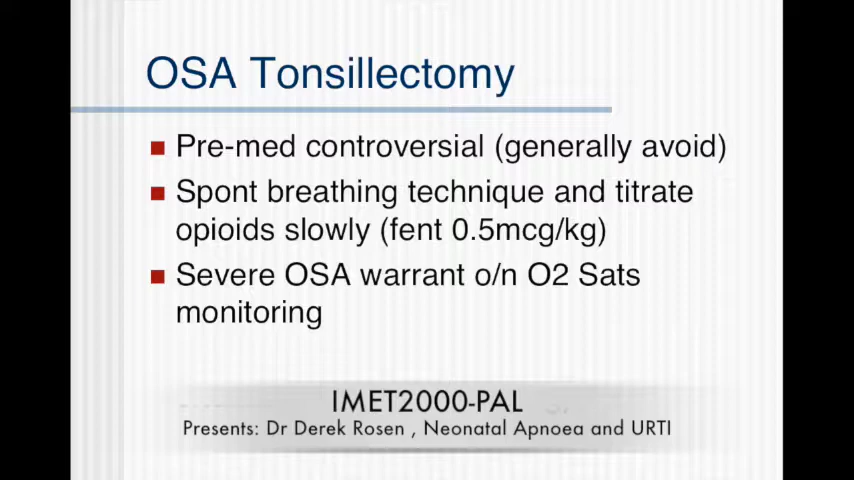 OSA Tonsillectomy
Pre-med controversial (generally avoid)
Spont breathing technique and titrate
opioids slowly (fent 0.5mcg/kg)
Severe OSA warrant o/n O2 Sats
monitoring
IMET2000-PAL
Presents: Dr Derek Rosen , Neonatal Apnoea and URTI